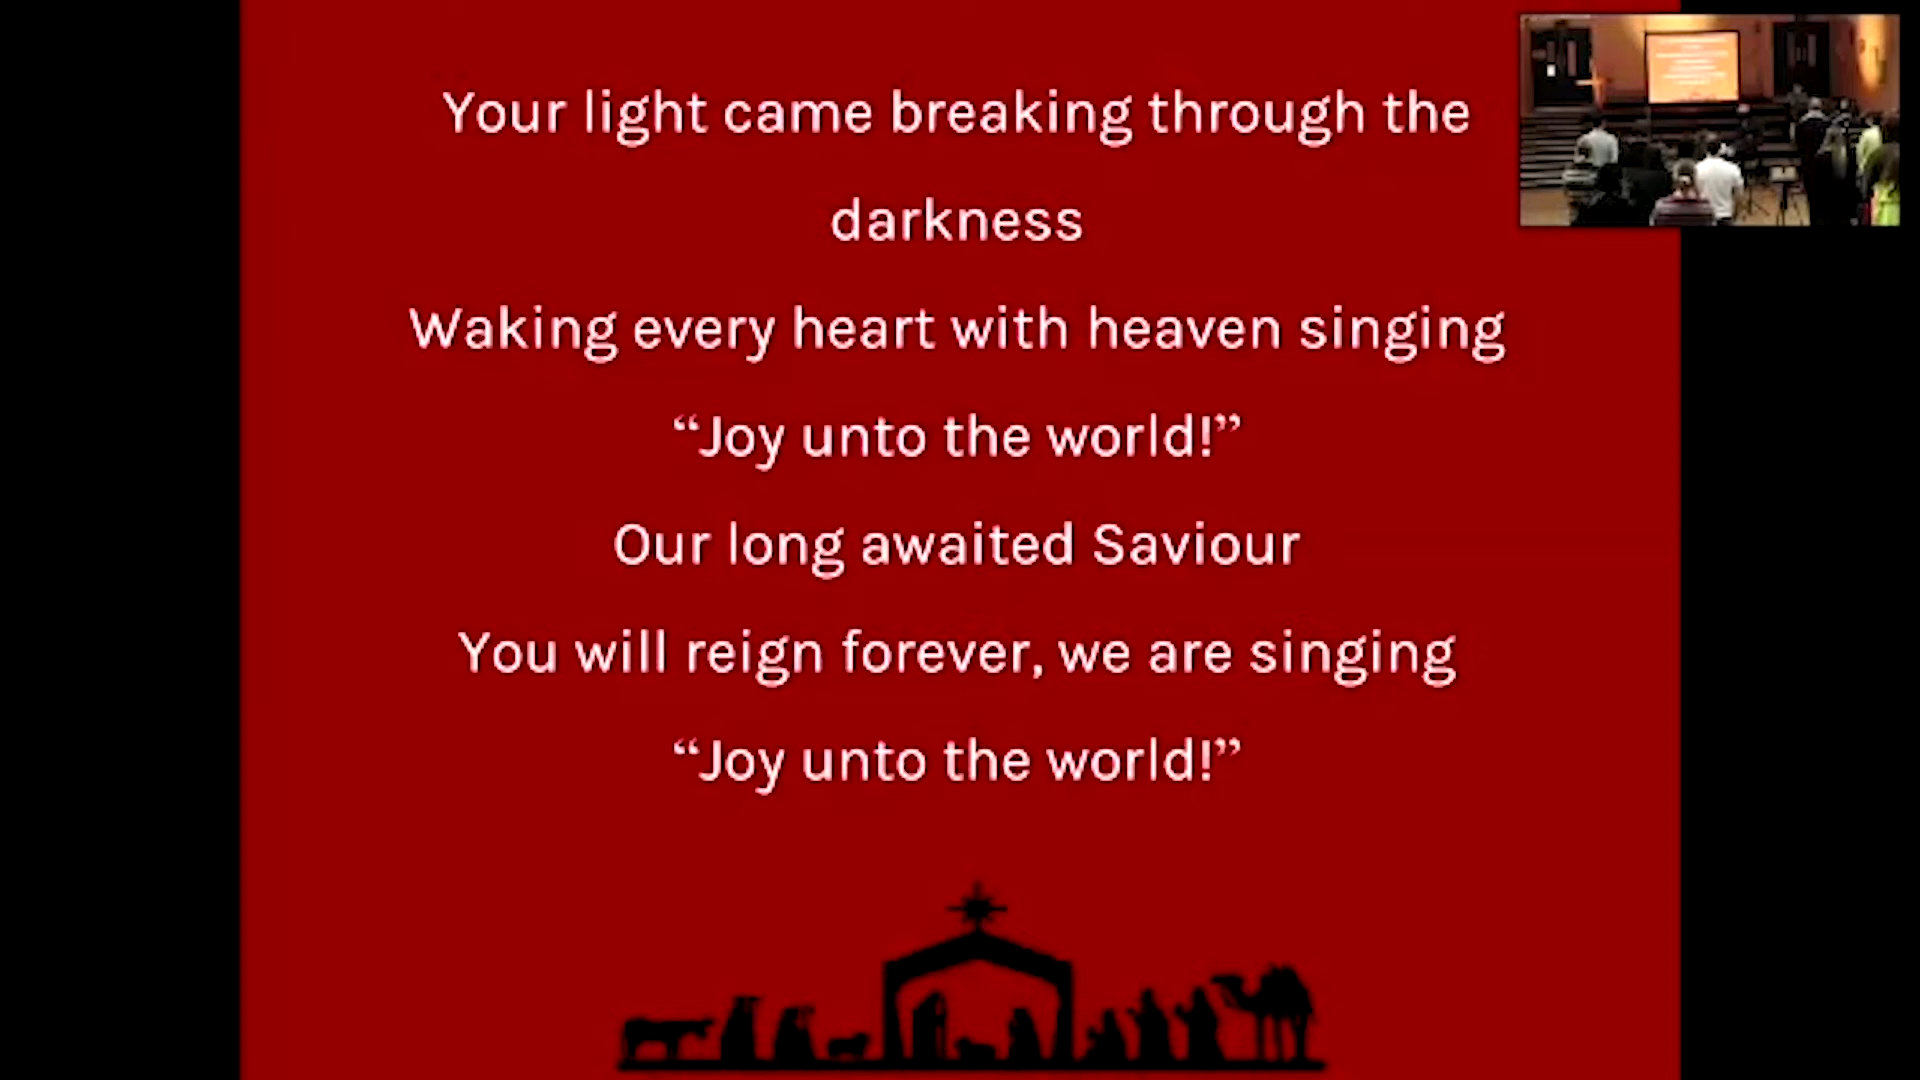 Your light came breaking through the
darkness
Waking every heart with heaven singing
“Joy unto the world!”
Our long awaited Saviour
You will reign forever, we are singing
“Joy unto the world!”